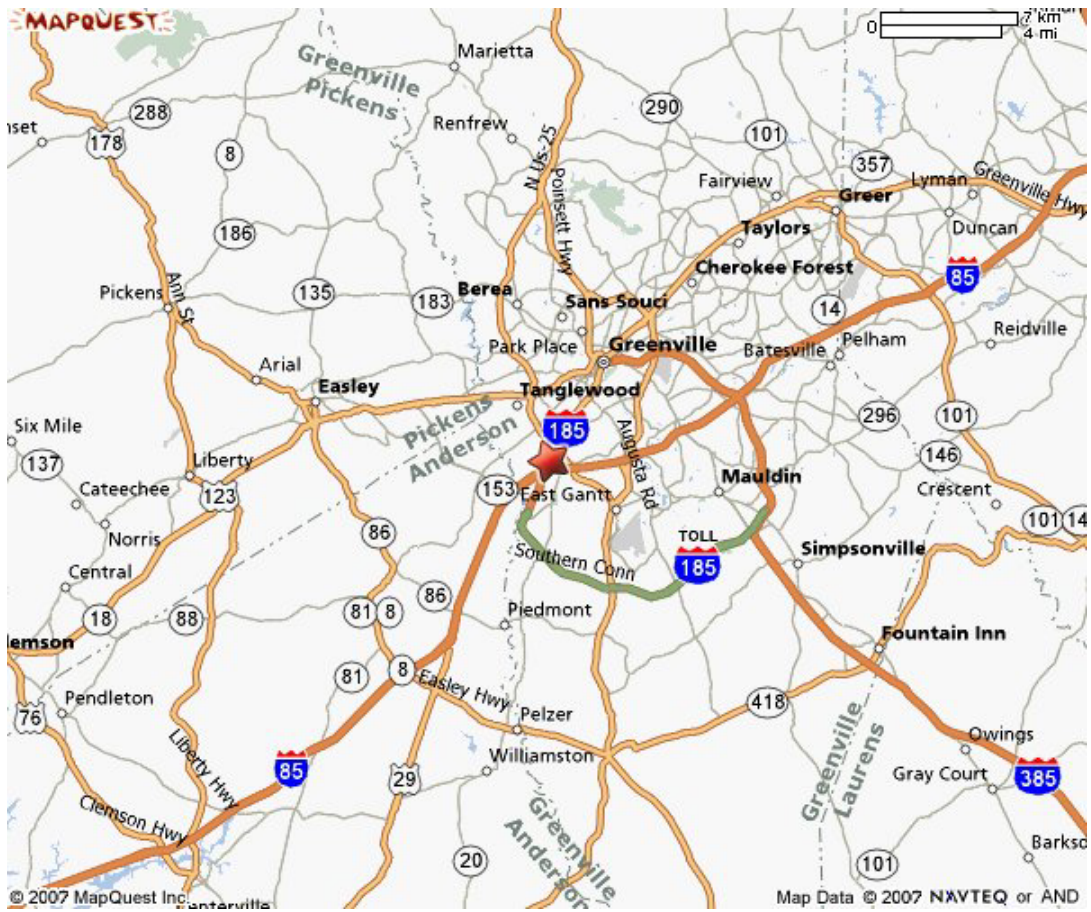 MAPQUEST
0
7 km
4 mi
Marietta
Greenville
Pickens
288
290
Renfrew
101
178
8
N Us-25
Poinsett Hwy
357
Fairview
Lyman
Greenville Hwy
Greer
Duncan
186
Taylors
Cherokee Forest
85
Pickens
Ann St
135
183
Berea
Sans Souci
14
Reidville
Park Place
Greenville
Batesville
Pelham
Arial
Easley
Tanglewood
Pickens
Anderson
185
Augusta Rd
296
101
Six Mile
137
Liberty
146
Cateechee
123
153
East Gantt
Mauldin
Crescent
Norris
86
TOLL
101
14
Southern Conn
185
Simpsonville
Central
18
88
81
8
86
Piedmont
Fountain Inn
81
8
Easley Hwy
Pendleton
76
418
Pelzer
Liberty Hwy
Williamston
Greenville
Laurens
Owings
85
29
Gray Court
385
Clemson Hwy
Greenville
Anderson
20
101
© 2007 MapQuest Inc.
Map Data © 2007 NAVTEQ or AND